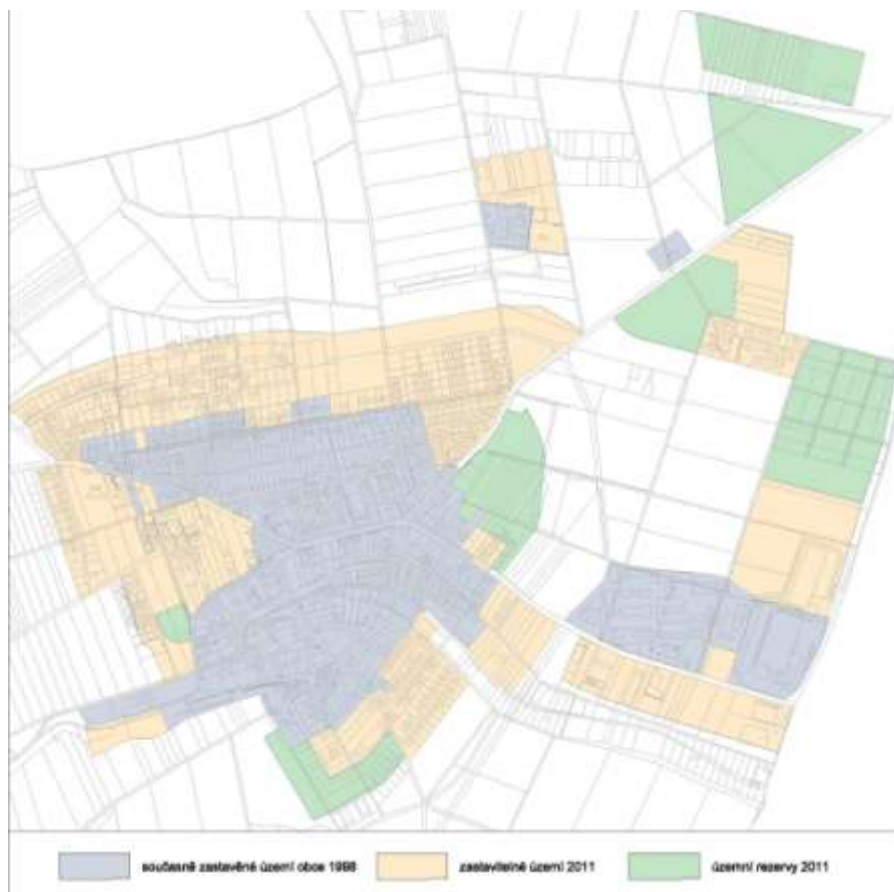 současně zastavěné území obce 1998
zastavitelné území 2011
územní rezervy 2011